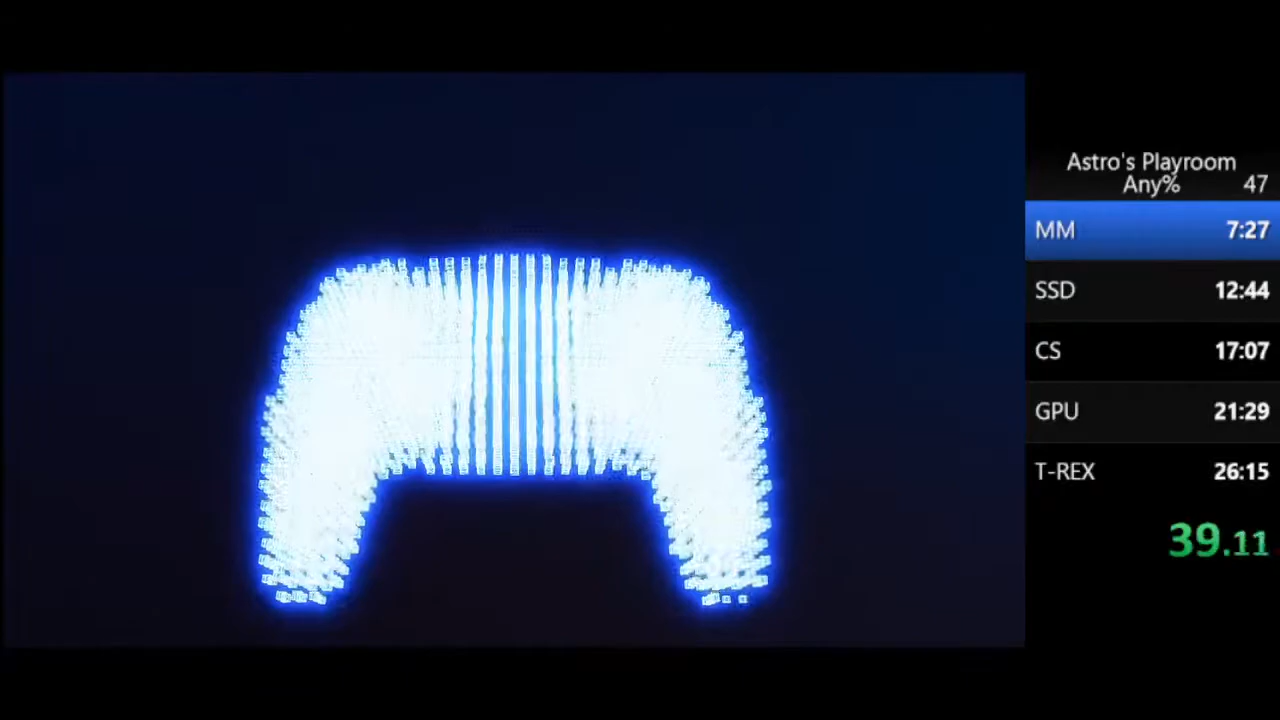 Astro's Playroom
Any% 47
MM 7:27
SSD 12:44
CS 17:07
GPU 21:29
T-REX 26:15
39.11